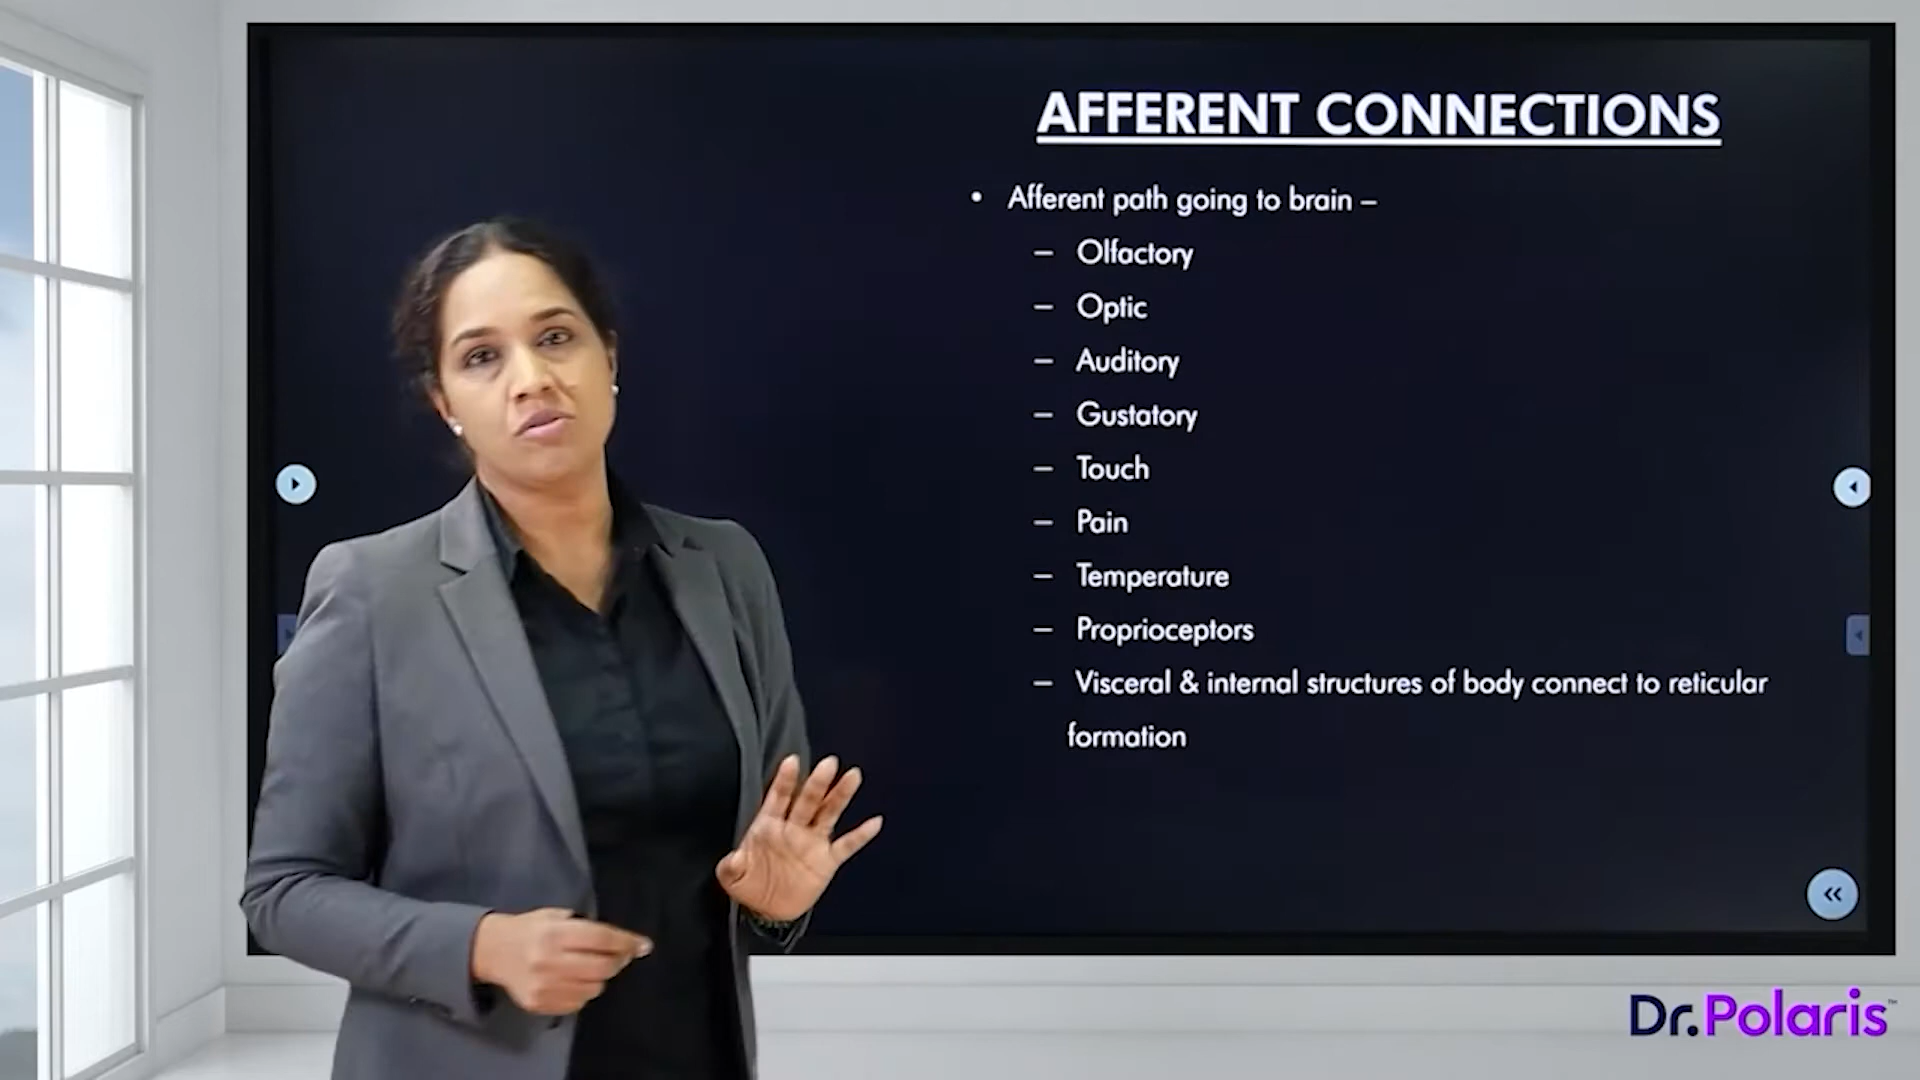 AFFERENT CONNECTIONS
• Afferent path going to brain –
– Olfactory
– Optic
– Auditory
– Gustatory
– Touch
– Pain
– Temperature
– Proprioceptors
– Visceral & internal structures of body connect to reticular
formation
Dr.Polaris™